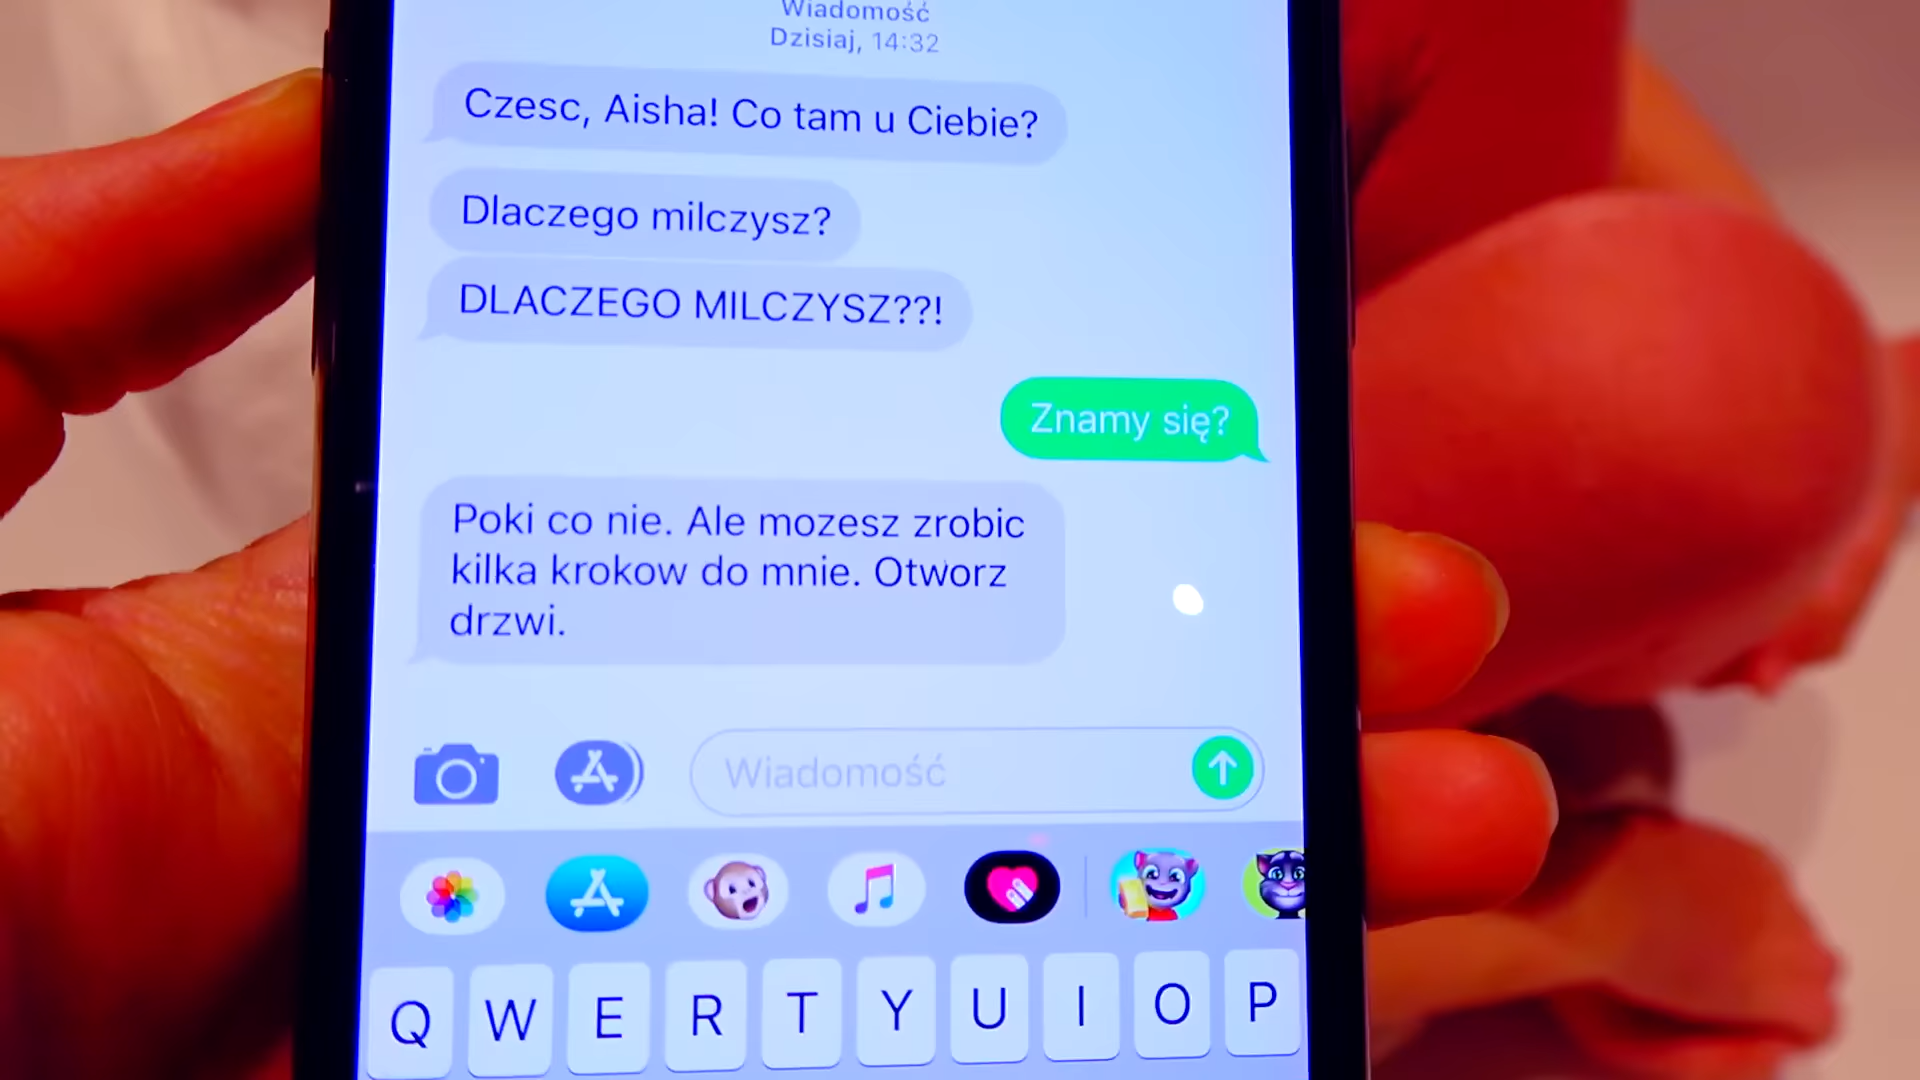 Wiadomość
Dzisiaj, 14:32
Czesc, Aisha! Co tam u Ciebie?
Dlaczego milczysz?
DLACZEGO MILCZYSZ??!
Znamy się?
Poki co nie. Ale mozesz zrobic
kilka krokow do mnie. Otworz
drzwi.
Wiadomość
Q W E R T Y U I O P